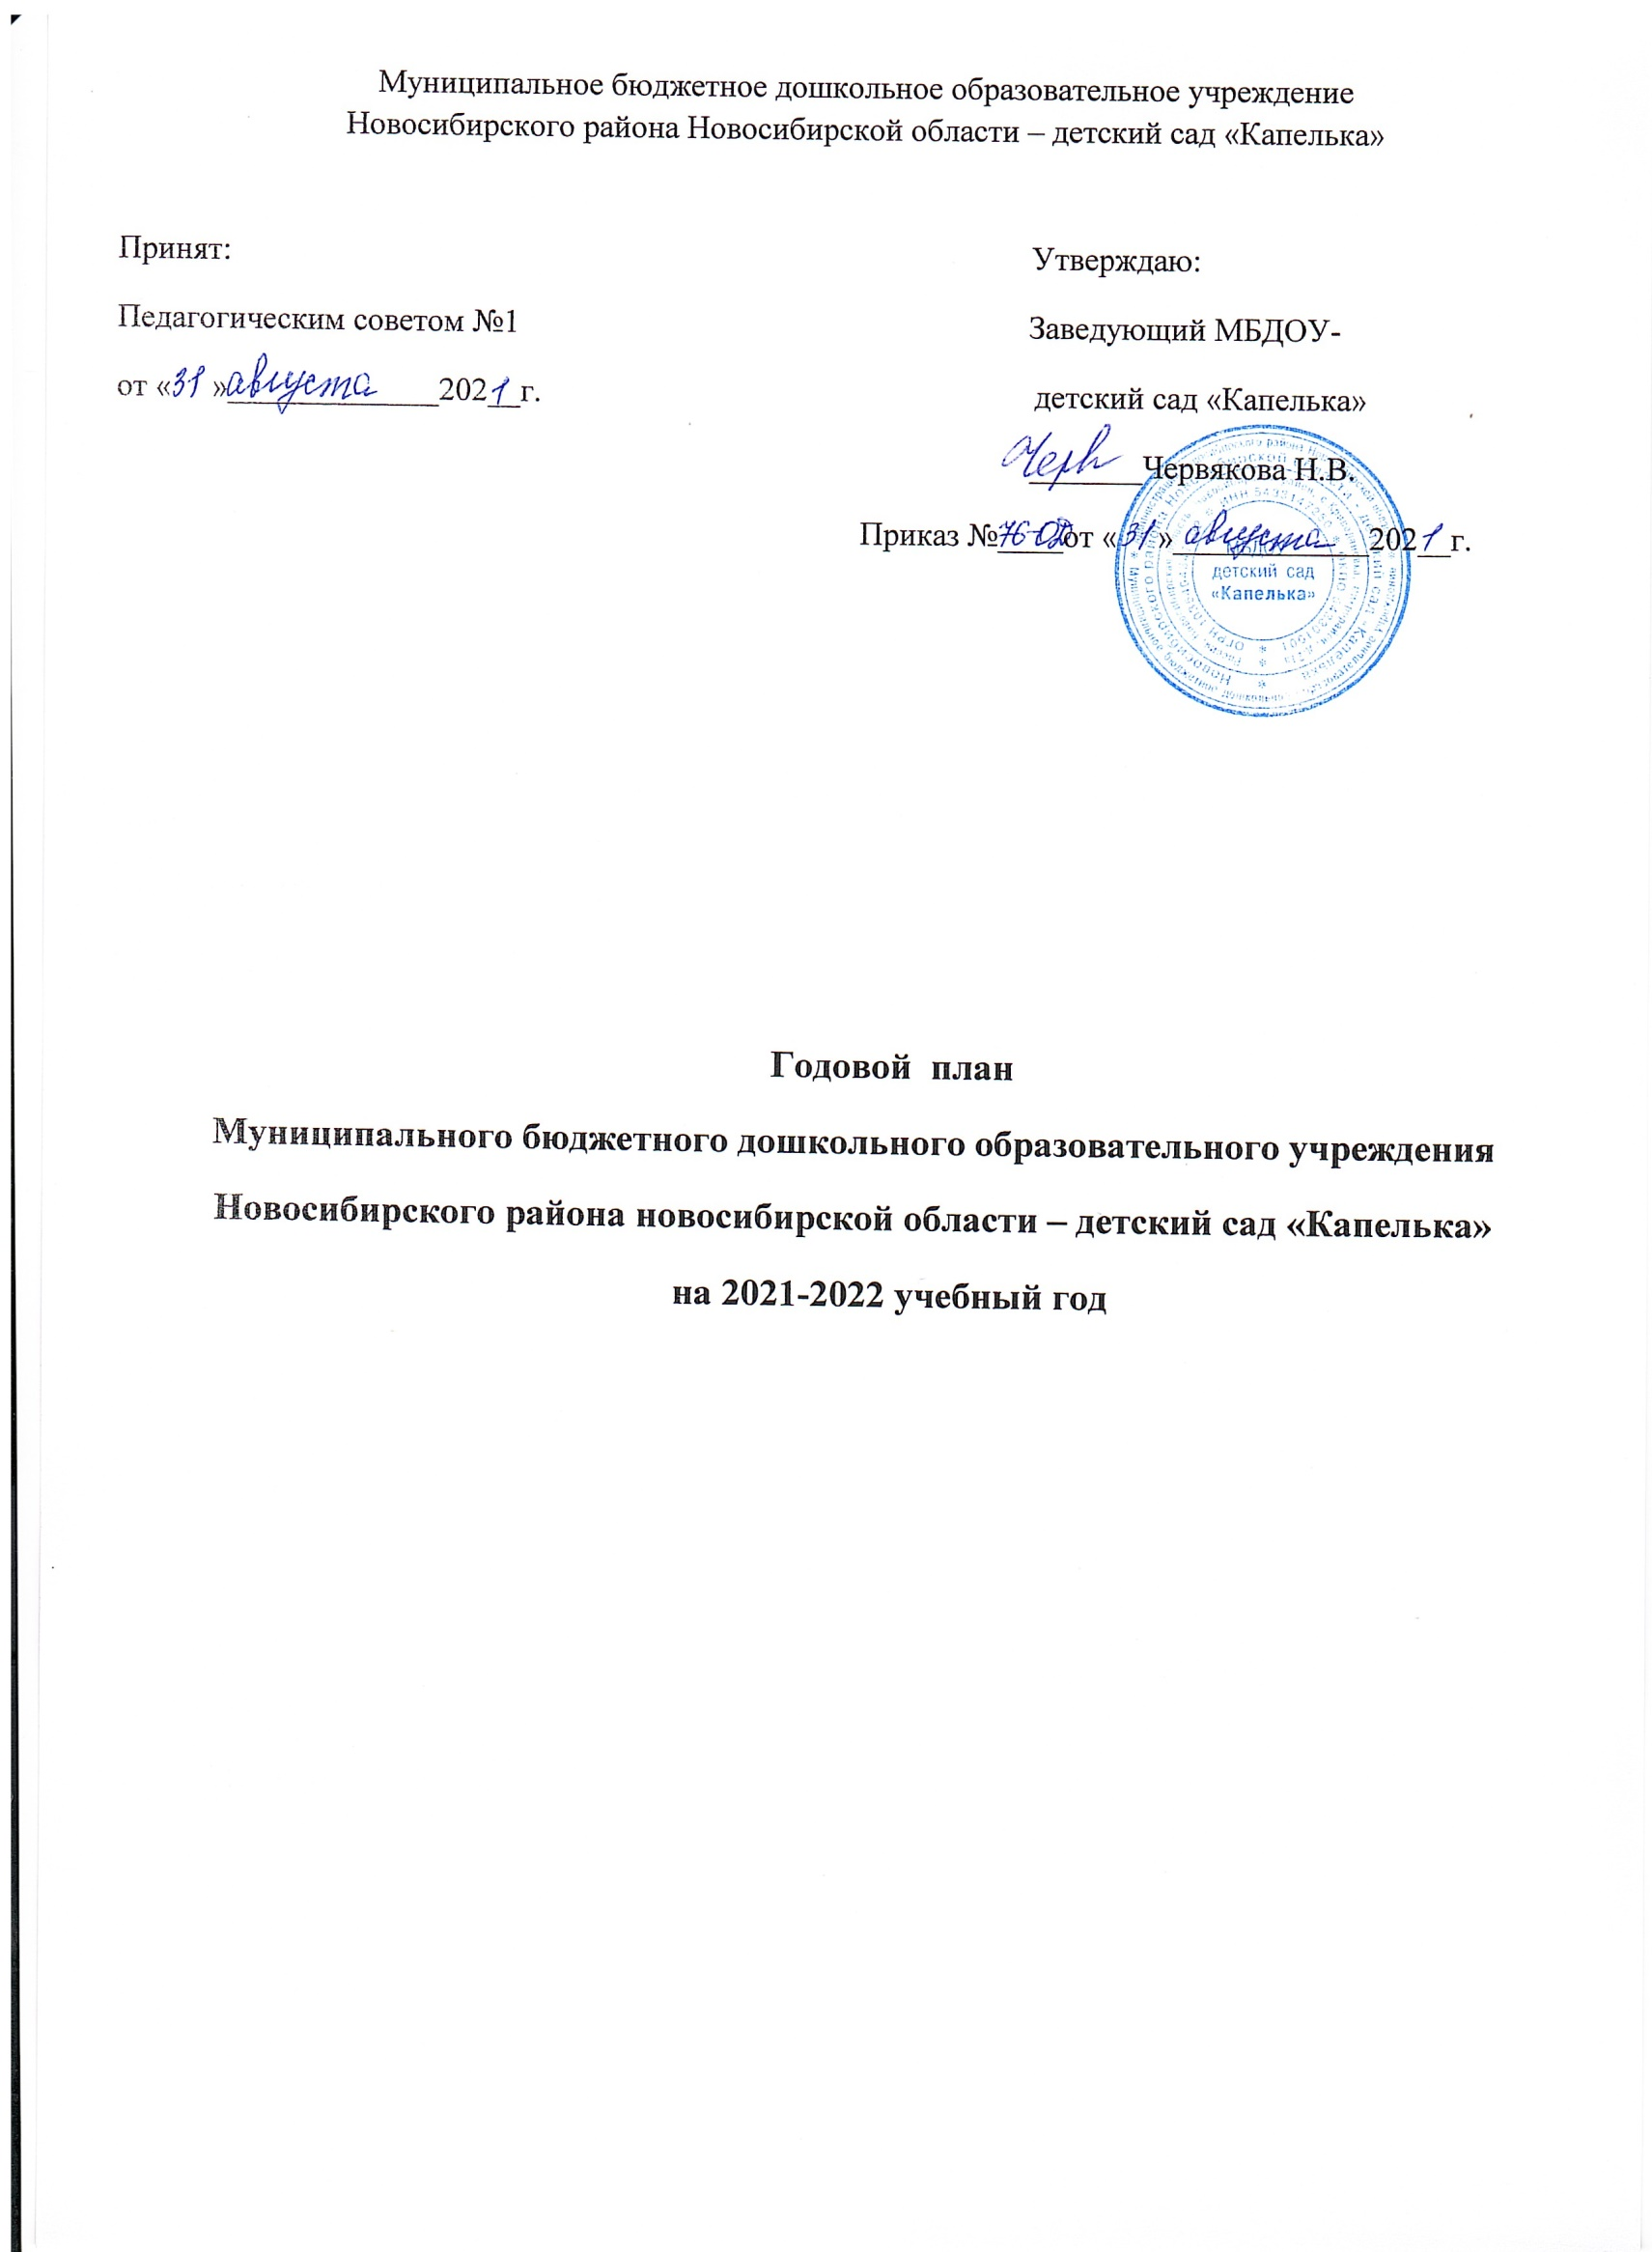 Муниципальное бюджетное дошкольное образовательное учреждение
Новосибирского района Новосибирской области – детский сад «Капелька»
Принят:
Педагогическим советом №1
от «31»августа 2021 г.
Утверждаю:
Заведующий МБДОУ-
детский сад «Капелька»
Червякова Н.В.
Приказ №76-ОД от «31» августа 2021 г.
детский сад
«Капелька»
Годовой план
Муниципального бюджетного дошкольного образовательного учреждения
Новосибирского района новосибирской области – детский сад «Капелька»
на 2021-2022 учебный год